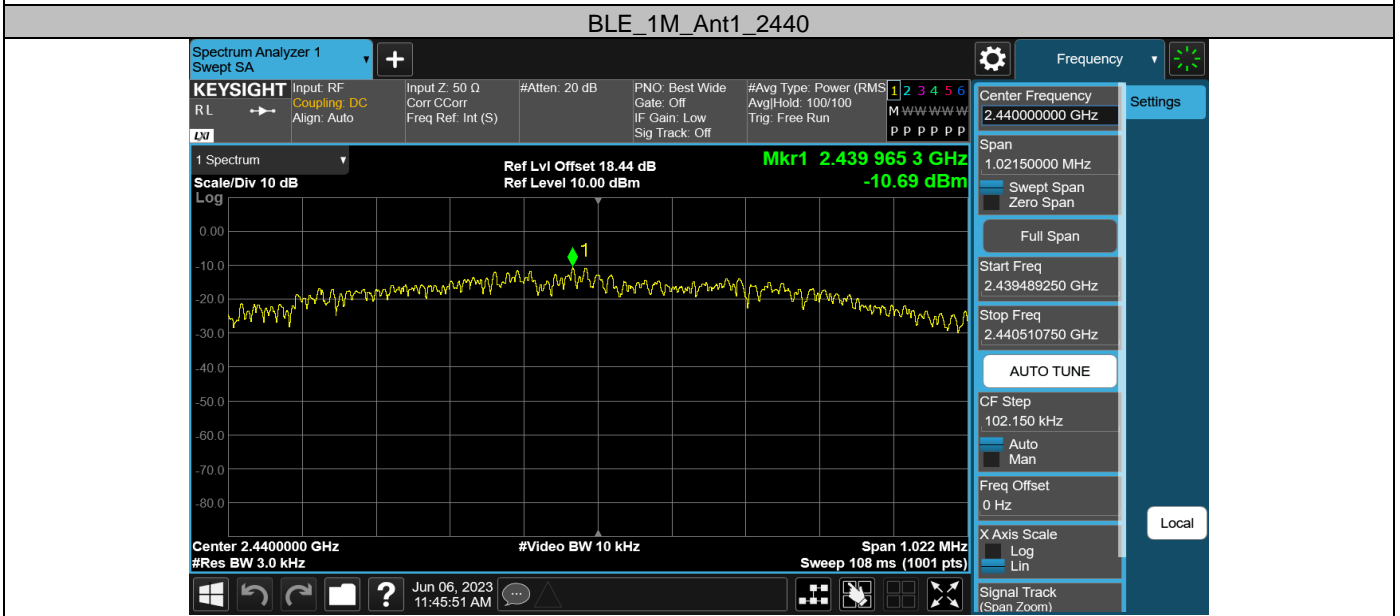 BLE_1M_Ant1_2440
Spectrum Analyzer 1
Swept SA
Frequency
KEYSIGHT
RL
LXI
Input: RF
Coupling: DC
Align: Auto
Input Z: 50 Ω
Corr CCorr
Freq Ref: Int (S)
#Atten: 20 dB
PNO: Best Wide
Gate: Off
IF Gain: Low
Sig Track: Off
#Avg Type: Power (RMS
Avg|Hold: 100/100
Trig: Free Run
1 2 3 4 5 6
M W W W W W
P P P P P P
1 Spectrum
Scale/Div 10 dB
Ref Lvl Offset 18.44 dB
Ref Level 10.00 dBm
Mkr1 2.439 965 3 GHz
-10.69 dBm
Log
0.00
-10.0
-20.0
-30.0
-40.0
-50.0
-60.0
-70.0
-80.0
1
Center 2.4400000 GHz
#Res BW 3.0 kHz
#Video BW 10 kHz
Span 1.022 MHz
Sweep 108 ms (1001 pts)
Center Frequency
2.440000000 GHz
Span
1.02150000 MHz
Swept Span
Zero Span
Full Span
Start Freq
2.439489250 GHz
Stop Freq
2.440510750 GHz
AUTO TUNE
CF Step
102.150 kHz
Auto
Man
Freq Offset
0 Hz
X Axis Scale
Log
Lin
Signal Track
(Span Zoom)
Settings
Local
?
Jun 06, 2023
11:45:51 AM